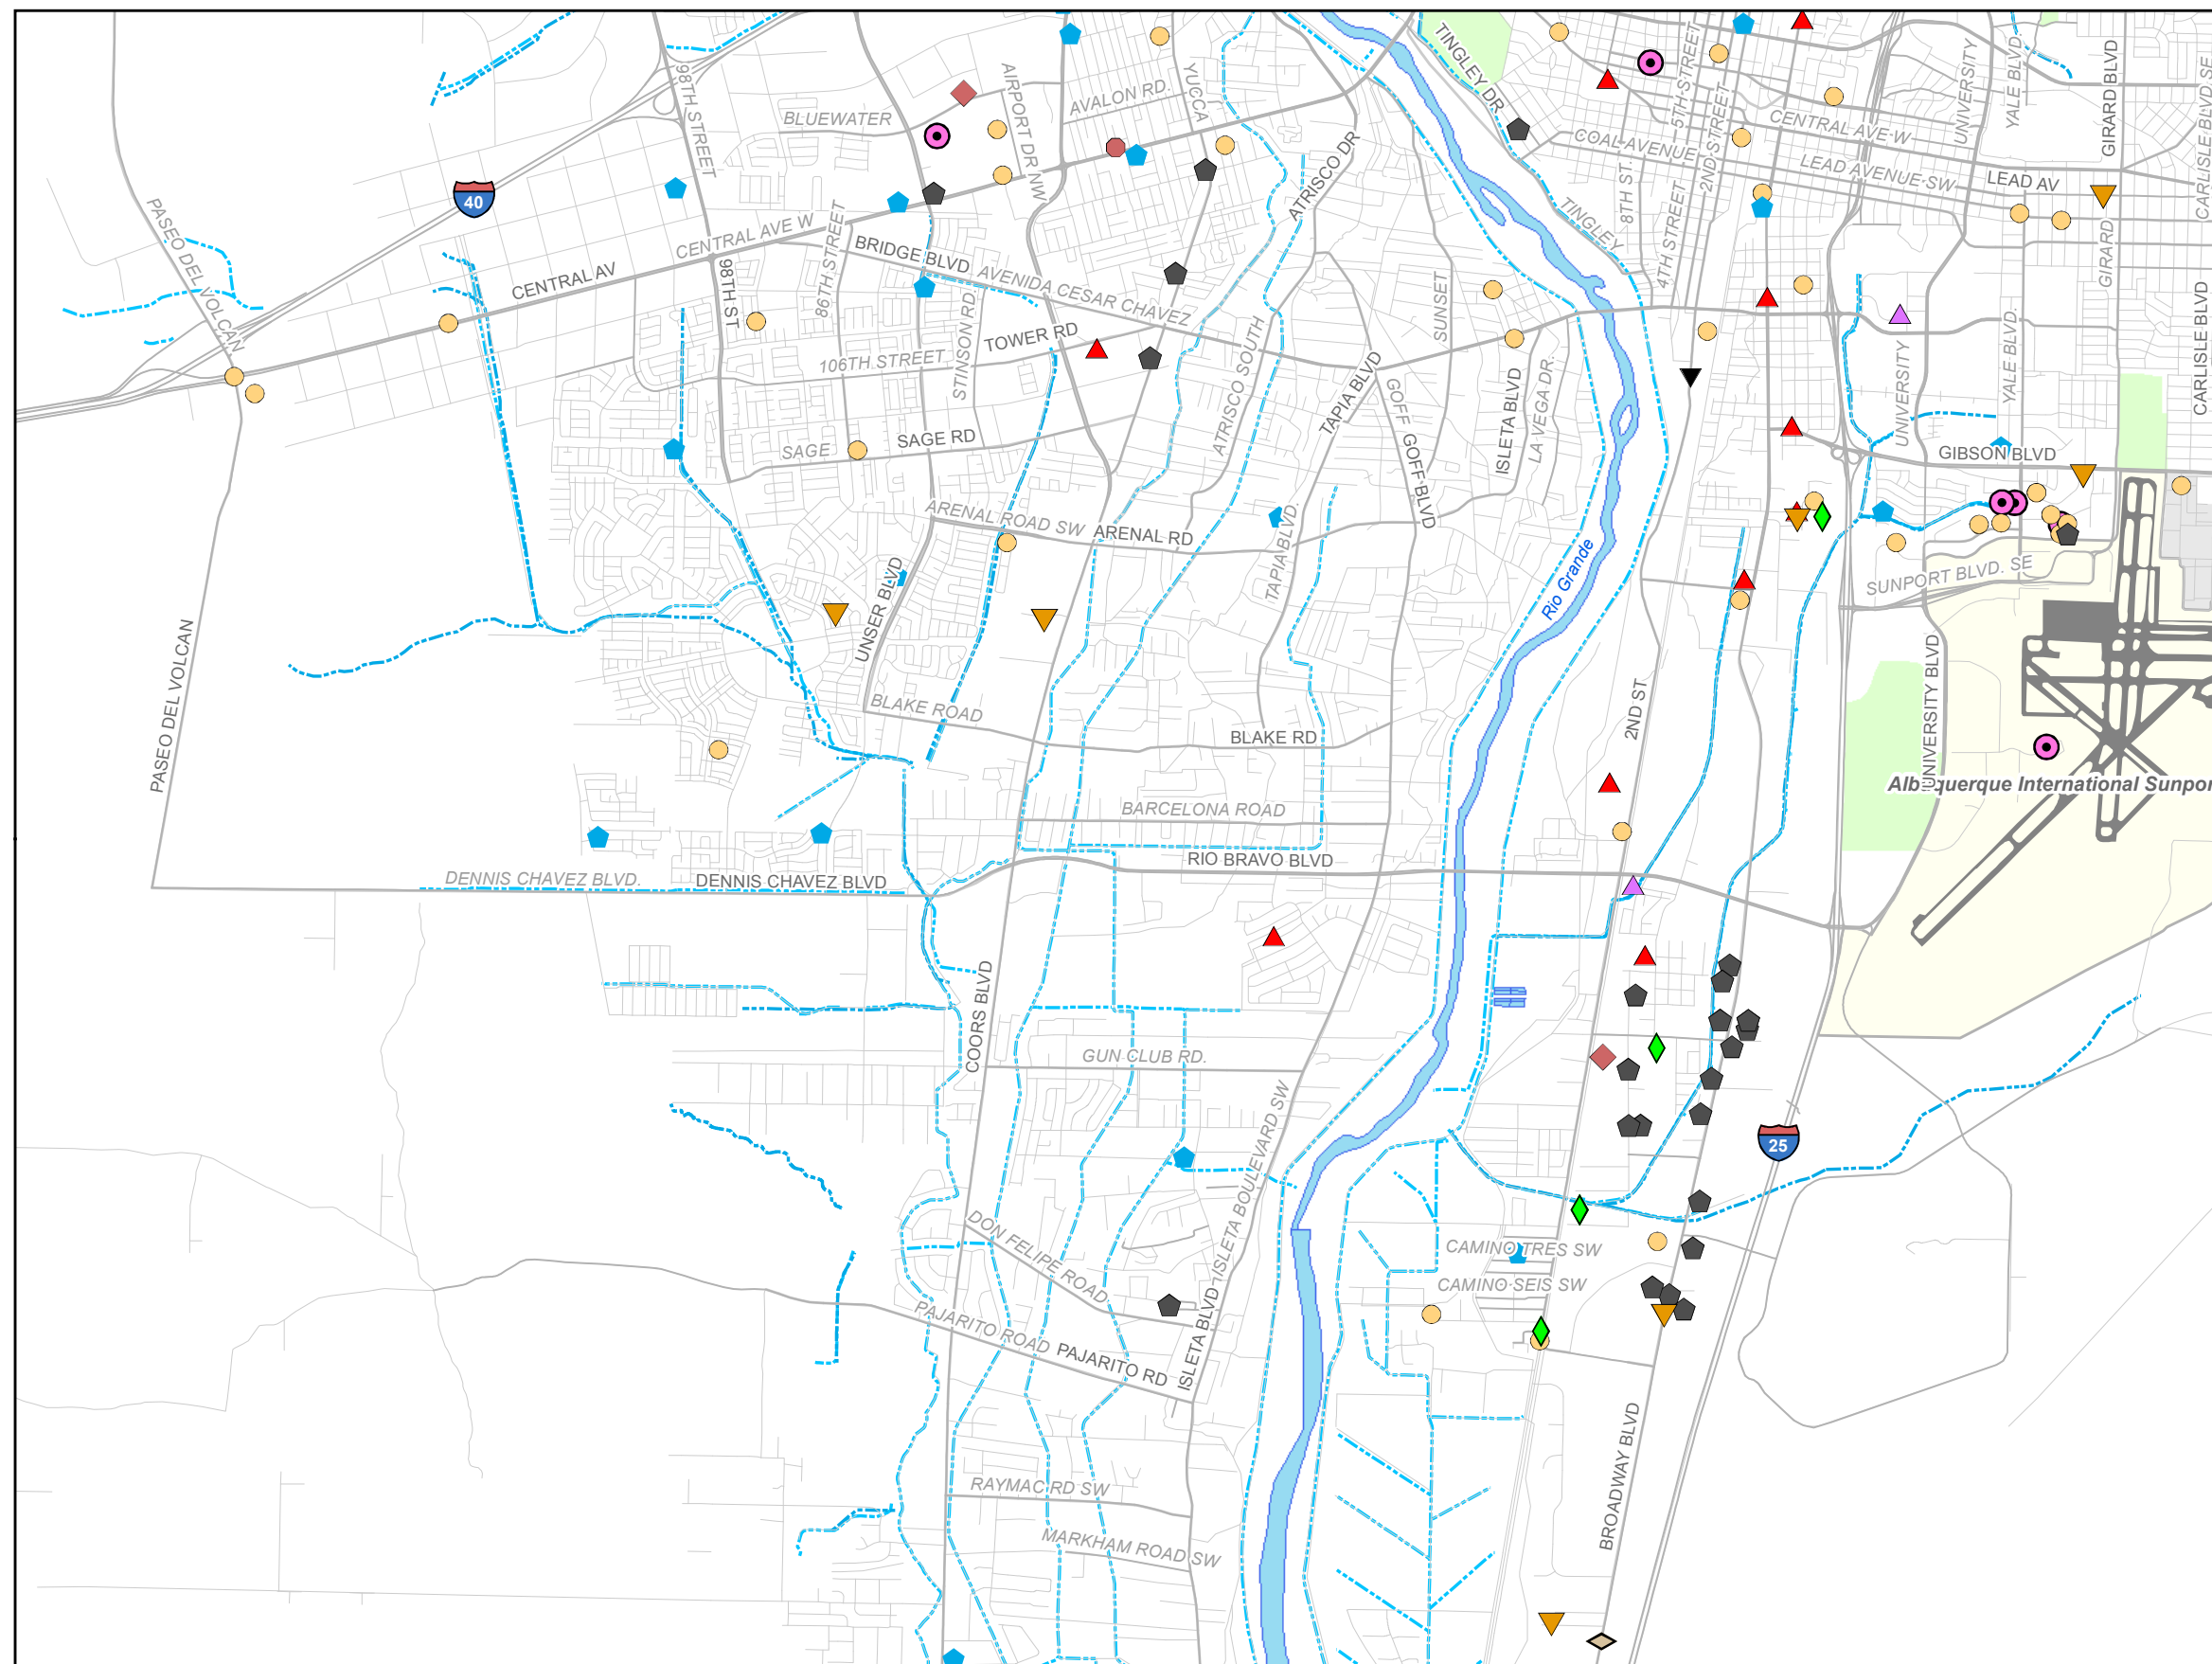 TINGLEY DR
5TH STREET
UNIVERSITY
YALE BLVD.
GIRARD BLVD
CARLISLE BLVD.SE
98TH STREET
AIRPORT DR NW
YUCCA
AVALON RD.
BLUEWATER
2ND STREET
CENTRAL AVE W
COAL AVENUE
LEAD AVENUE SW
LEAD AV
40
PASEO DEL VOLCAN
ATRISCO DR
8TH ST.
4TH STREET
TINGLEY
GIRARD
CENTRAL AVE W
86TH STREET
BRIDGE BLVD
AVENIDA CESAR CHAVEZ
CENTRAL AV
98TH ST
STINSON RD.
SUNSET
TOWER RD
106TH STREET
ATRISCO SOUTH
TAPIA BLVD
GOFF
ISLETA BLVD
LA VEGA DR.
UNIVERSITY
YALE BLVD.
CARLISLE BLVD
SAGE
SAGE RD
GOFF BLVD
GIBSON BLVD
ARENAL ROAD SW
ARENAL RD
TAPIA BLVD.
Rio Grande
SUNPORT BLVD. SE
UNSER BLVD
PASEO DEL VOLCAN
UNIVERSITY BLVD
BLAKE ROAD
2ND ST
BLAKE RD
Albuquerque International Sunpor
BARCELONA ROAD
RIO BRAVO BLVD
DENNIS CHAVEZ BLVD.
DENNIS CHAVEZ BLVD
COORS BLVD
GUN CLUB RD.
ISLETA BOULEVARD SW
25
DON FELIPE ROAD
CAMINO TRES SW
CAMINO SEIS SW
ISLETA BLVD
PAJARITO ROAD
PAJARITO RD
BROADWAY BLVD
RAYMAC RD SW
MARKHAM ROAD SW